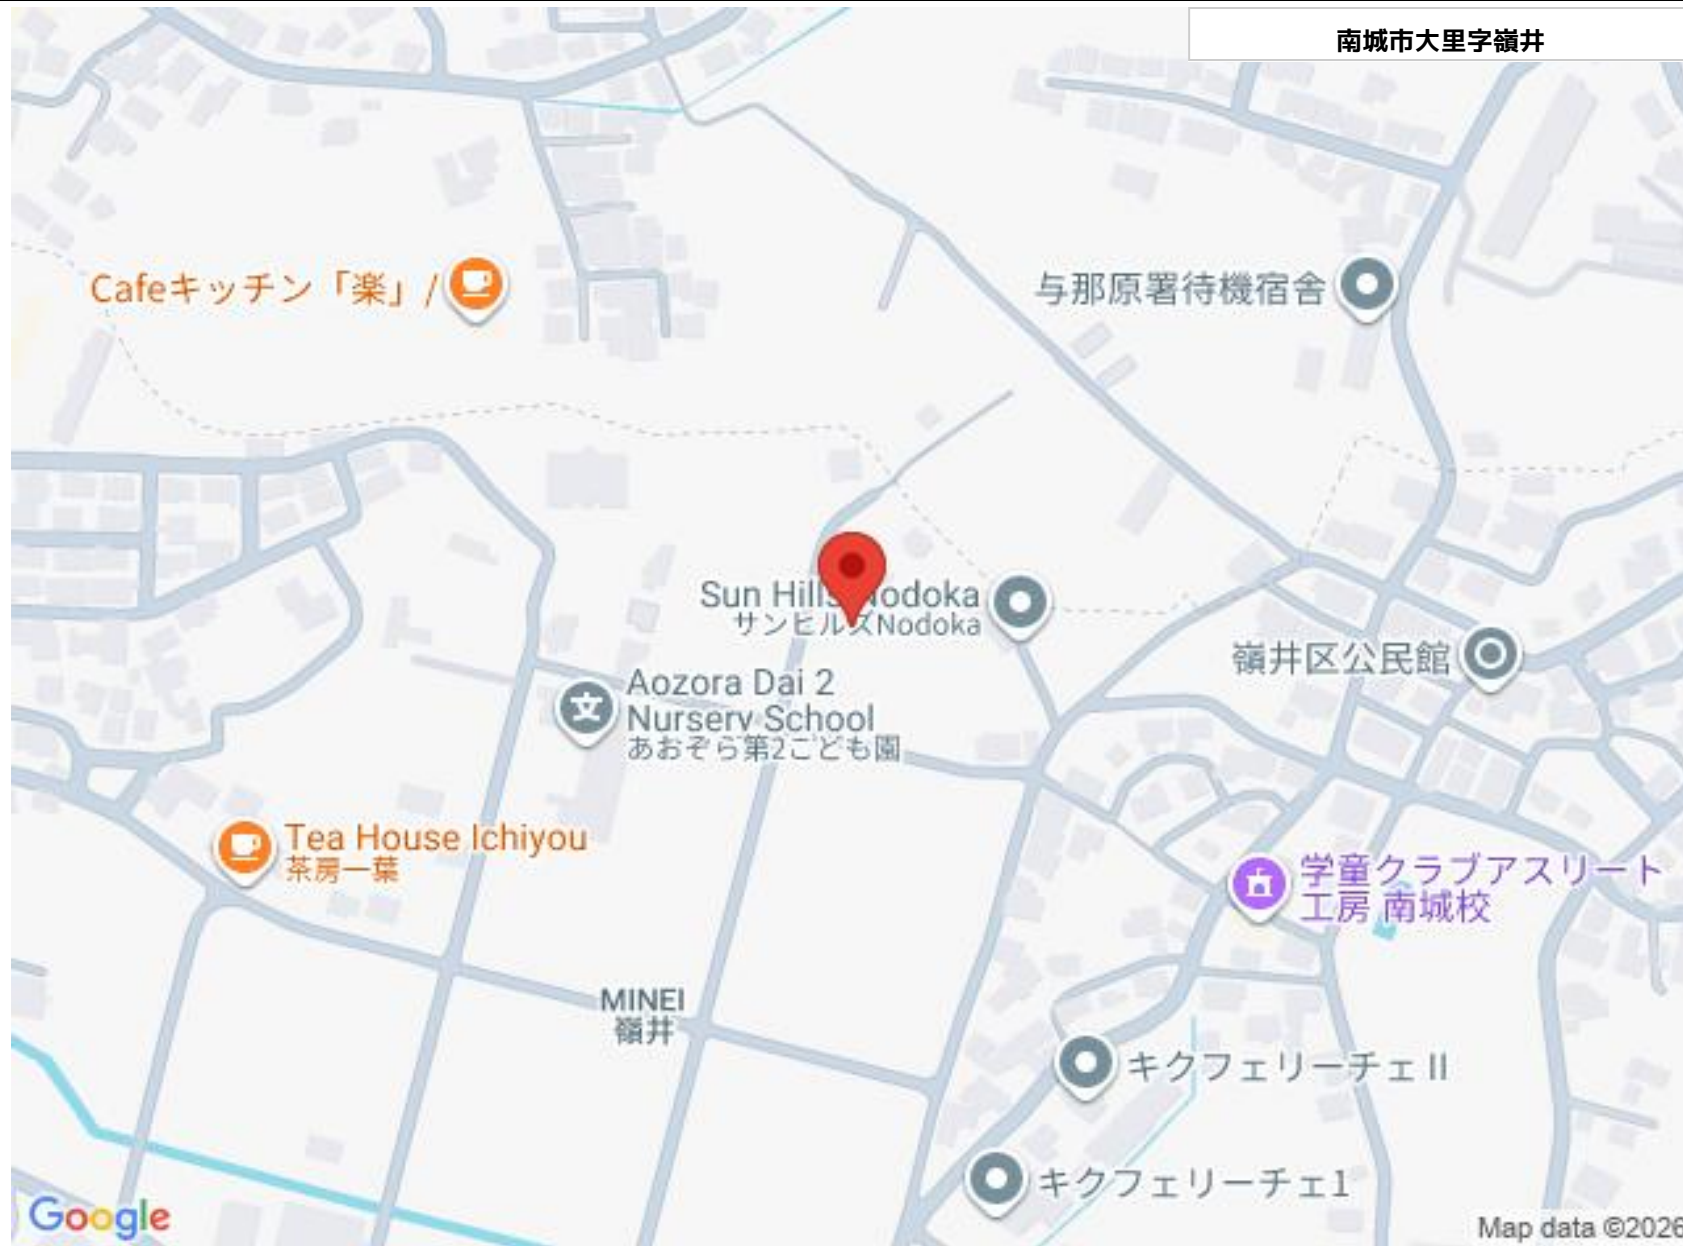 南城市大里字嶺井
Cafeキッチン「楽」/
与那原署待機宿舎
Sun Hills Nodoka
サンヒルズNodoka
嶺井区公民館
Aozora Dai 2
Nursery School
あおぞら第2こども園
Tea House Ichiyou
茶房一葉
学童クラブアスリート
工房 南城校
MINEI
嶺井
キクフェリーチェ II
キクフェリーチェ1
Google
Map data ©2026